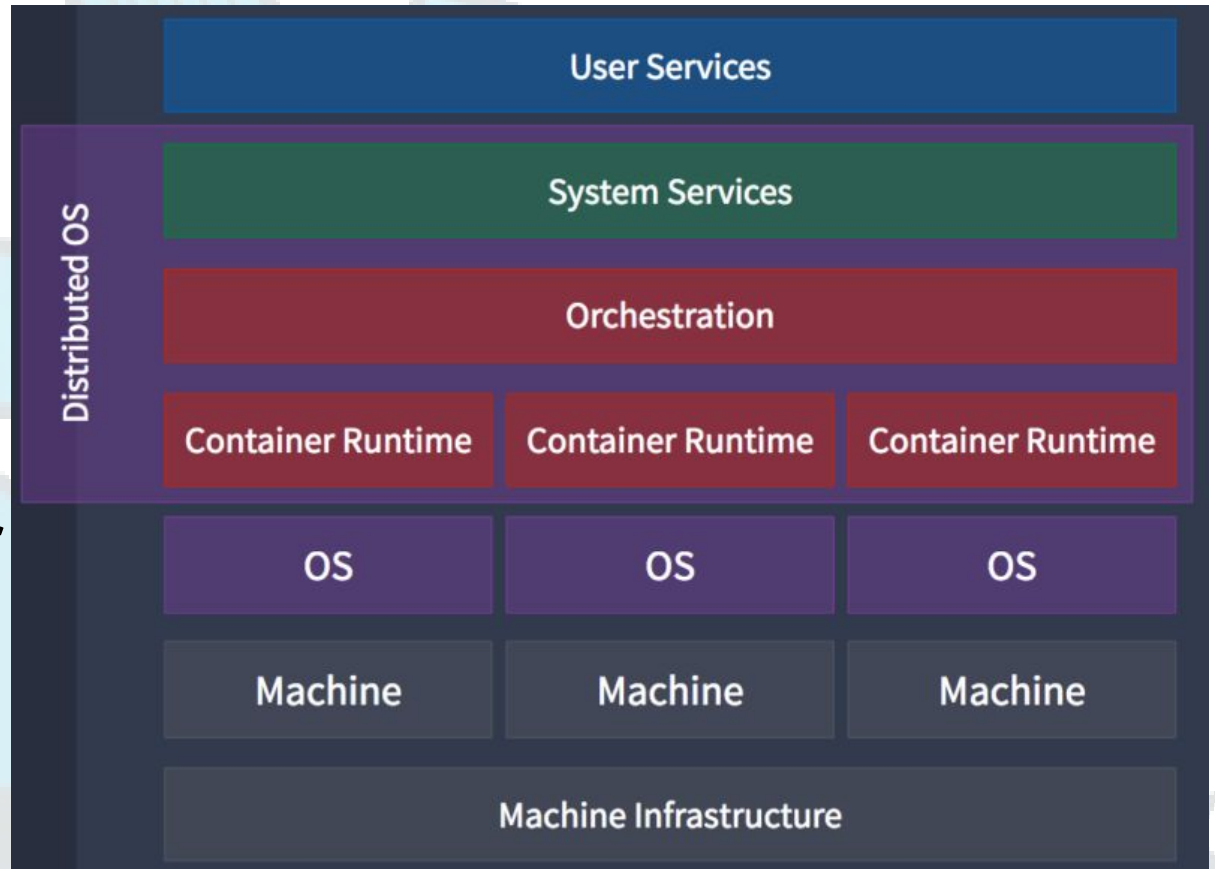 User Services
Distributed OS
System Services
Orchestration
Container Runtime Container Runtime Container Runtime
OS OS OS
Machine Machine Machine
Machine Infrastructure